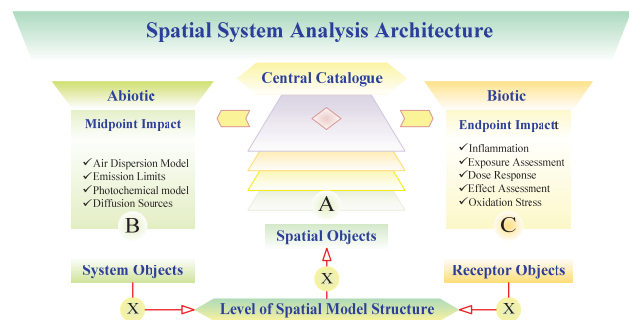 Spatial System Analysis Architecture
Central Catalogue
Abiotic
Midpoint Impact
✓Air Dispersion Model
✓Emission Limits
✓Photochemical model
✓Diffusion Sources
B
A
Biotic
Endpoint Impactt
✓Inflammation
✓Exposure Assessment
✓Dose Response
✓Effect Assessment
✓Oxidation Stress
C
Spatial Objects
System Objects
Receptor Objects
X
X
X
Level of Spatial Model Structure